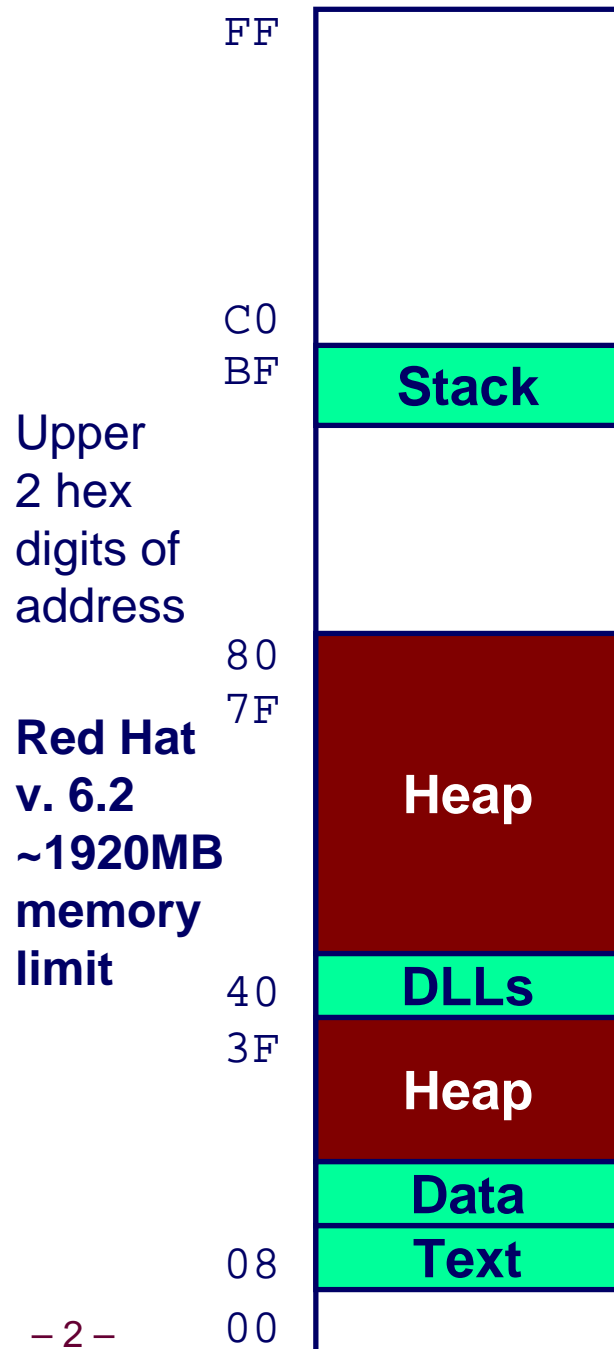 FF
C0
BF
Stack
Upper
2 hex
digits of
address
80
7F
Red Hat
v. 6.2
~1920MB
memory
limit
Heap
40
DLLs
3F
Heap
Data
08
Text
– 2 –
00